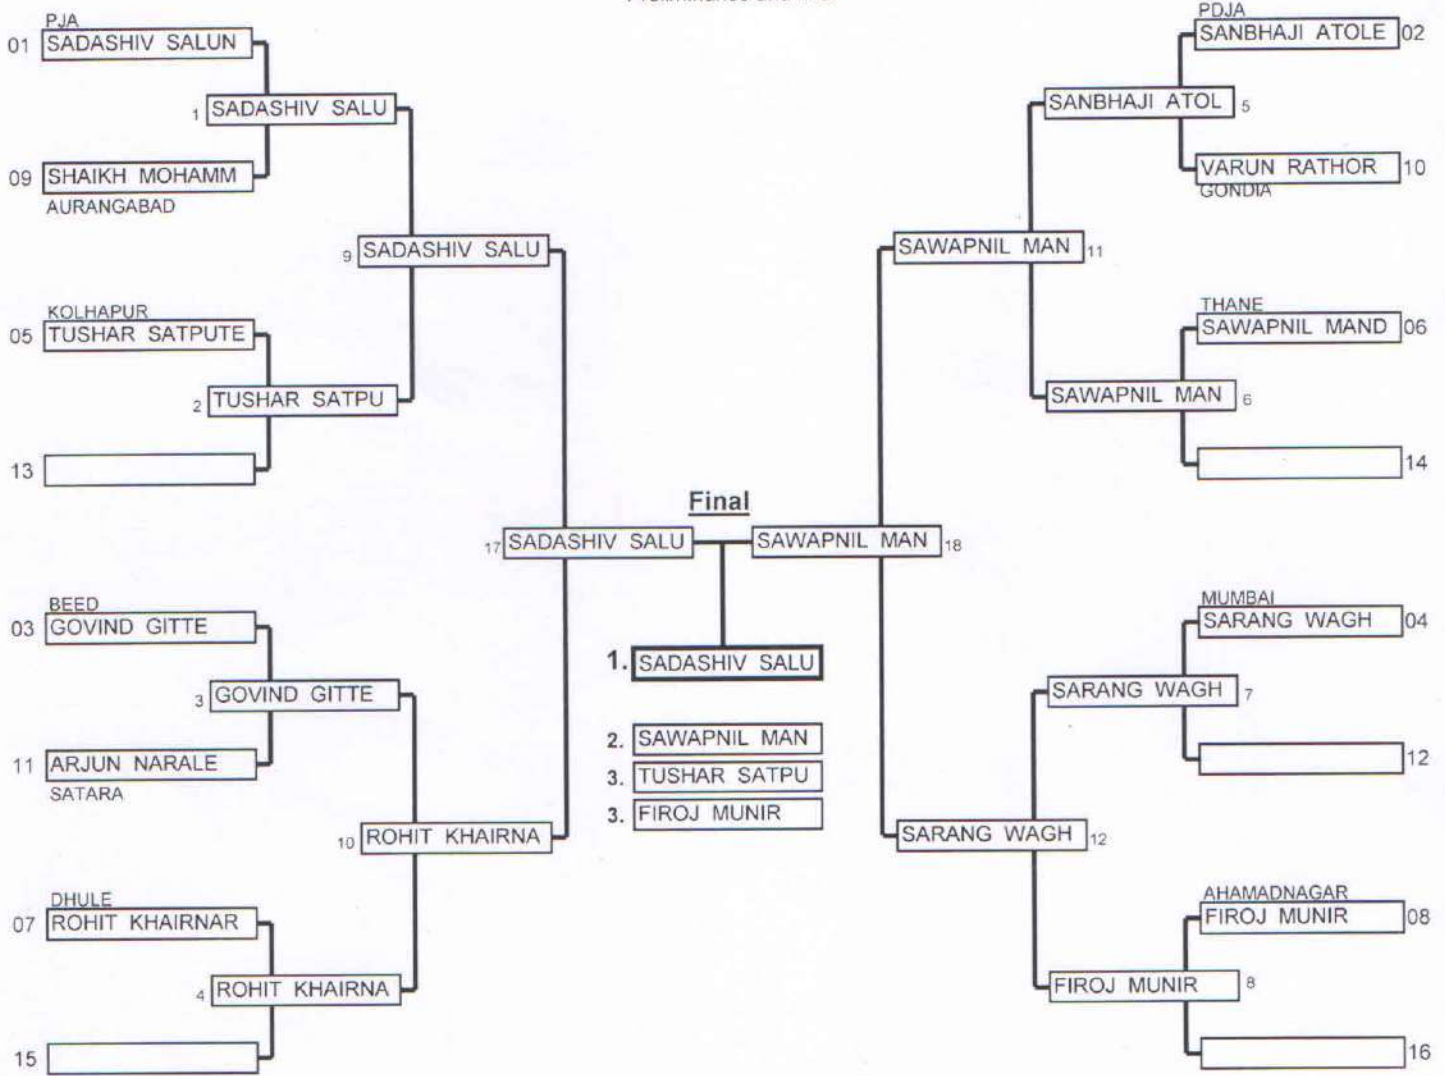 PJA
01 SADASHIV SALUN
1 SADASHIV SALU
09 SHAIKH MOHAMM
AURANGABAD
9 SADASHIV SALU
KOLHAPUR
05 TUSHAR SATPUTE
2 TUSHAR SATPU
13
17 SADASHIV SALU
BEED
03 GOVIND GITTE
3 GOVIND GITTE
11 ARJUN NARALE
SATARA
10 ROHIT KHAIRNA
DHULE
07 ROHIT KHAIRNAR
4 ROHIT KHAIRNA
15
Final
1. SADASHIV SALU
2. SAWAPNIL MAN
3. TUSHAR SATPU
3. FIROJ MUNIR
PDJA
SANBHAJI ATOLE 02
SANBHAJI ATOL 5
VARUN RATHOR 10
GONDIA
SAWAPNIL MAN 11
THANE
SAWAPNIL MAND 06
SAWAPNIL MAN 6
14
SAWAPNIL MAN 18
MUMBAI
SARANG WAGH 04
SARANG WAGH 7
12
SARANG WAGH 12
AHAMADNAGAR
FIROJ MUNIR 08
FIROJ MUNIR 8
16